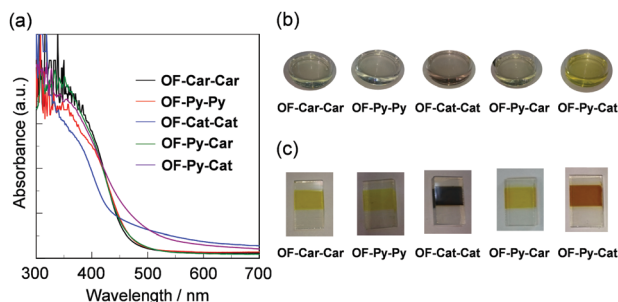 (a)
Absorbance (a.u.)
OF-Car-Car
OF-Py-Py
OF-Cat-Cat
OF-Py-Car
OF-Py-Cat
300 400 500 600 700
Wavelength / nm
(b)
OF-Car-Car OF-Py-Py OF-Cat-Cat OF-Py-Car OF-Py-Cat
(c)
OF-Car-Car OF-Py-Py OF-Cat-Cat OF-Py-Car OF-Py-Cat